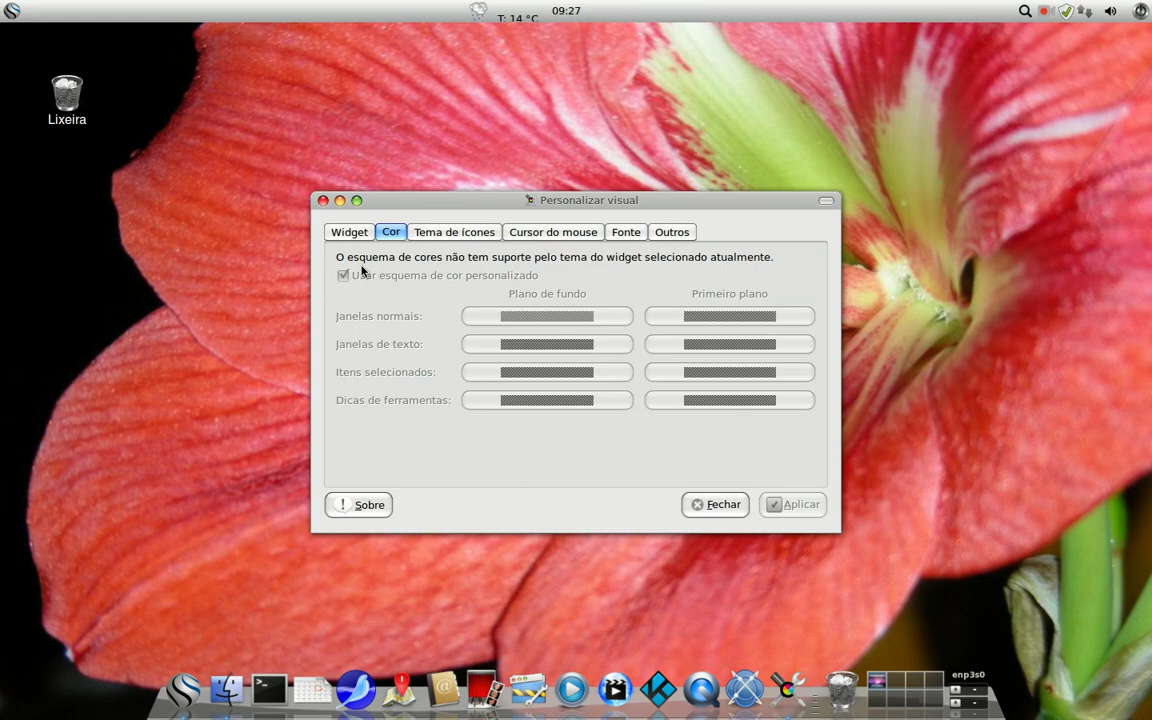 T: 14 °C
09:27
Lixeira
Personalizar visual
Widget
Cor
Tema de ícones
Cursor do mouse
Fonte
Outros
O esquema de cores não tem suporte pelo tema do widget selecionado atualmente.
Usar esquema de cor personalizado
Plano de fundo
Primeiro plano
Janelas normais:
Janelas de texto:
Itens selecionados:
Dicas de ferramentas:
Sobre
Fechar
Aplicar
enp3s0